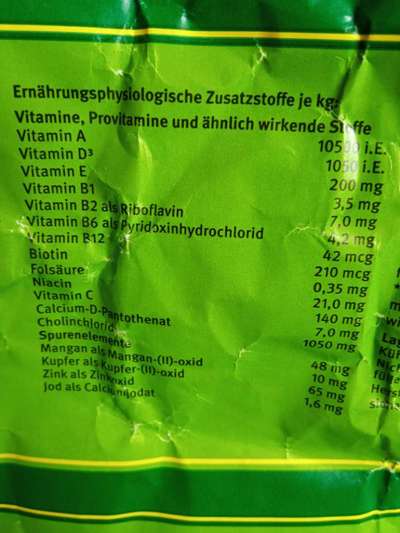 Ernährungsphysiologische Zusatzstoffe je kg:
Vitamine, Provitamine und ähnlich wirkende Stoffe
Vitamin A 10500 i.E.
Vitamin D³ 1050 i.E.
Vitamin E 200 mg
Vitamin B1 3,5 mg
Vitamin B2 als Riboflavin 7,0 mg
Vitamin B6 als Pyridoxinhydrochlorid 4,2 mg
Vitamin B12 42 mcg
Biotin 210 mcg
Folsäure 0,35 mg
Niacin 21,0 mg
Vitamin C 140 mg
Calcium-D-Pantothenat 7,0 mg
Cholinchlorid 1050 mg
Spurenelemente
Mangan als Mangan-(II)-oxid 48 mg
Kupfer als Kupfer-(II)-oxid 10 mg
Zink als Zinkoxid 65 mg
Jod als Calciumjodat 1,6 mg